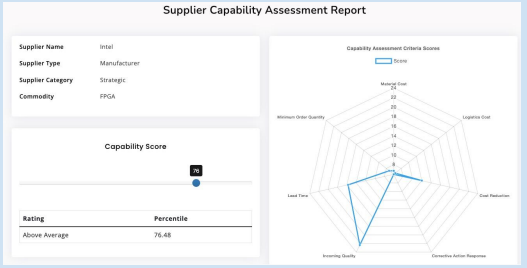 Supplier Capability Assessment Report
Supplier Name Intel
Supplier Type Manufacturer
Supplier Category Strategic
Commodity FPGA
Capability Score
76
Rating Percentile
Above Average 76.48
Capability Assessment Criteria Scores
Score
Material Cost
24
22
20
18
16
14
12
10
8
Minimum Order Quantity
Logistics Cost
Lead Time
Cost Reduction
Incoming Quality
Corrective Action Response